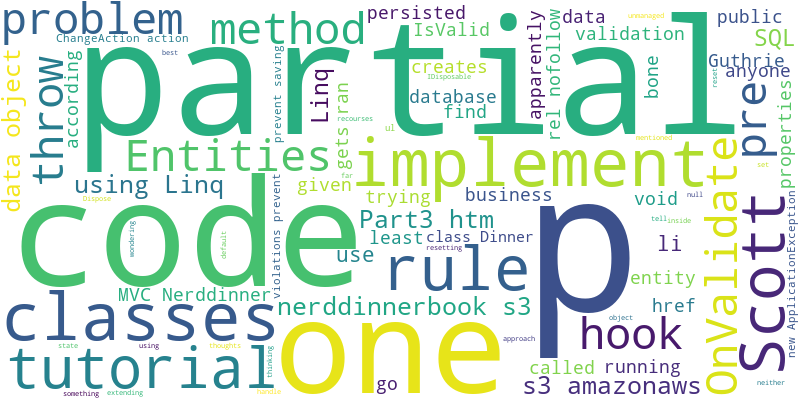 problem
ChangeAction action
method
persisted
data
unmanaged
public
best
IsValid
validation
SQL
partial
according
throw
prevent saving
creates
IDisposable
apparently
rel nofollow
bone
Guthrie
anyone
reset
pre
data object
Linq
gets ran
database
find
recourses
properties
Entities
implement
ul
mentioned
using Linq
given
far
trying
business
void
null
set
Dispose
code
p
Scott
OnValidate
Part3 htm
least
class Dinner
li
tell
inside
wondering
default
violations prevent
use
resetting
rule
entity
new ApplicationException
MVC Nerddinner
nerddinnerbook s3
href
classes
one
object
hook
state
using
thoughts
approach
tutorial
thinking
called
running
neither
something
extending
handle
go
s3 amazonaws